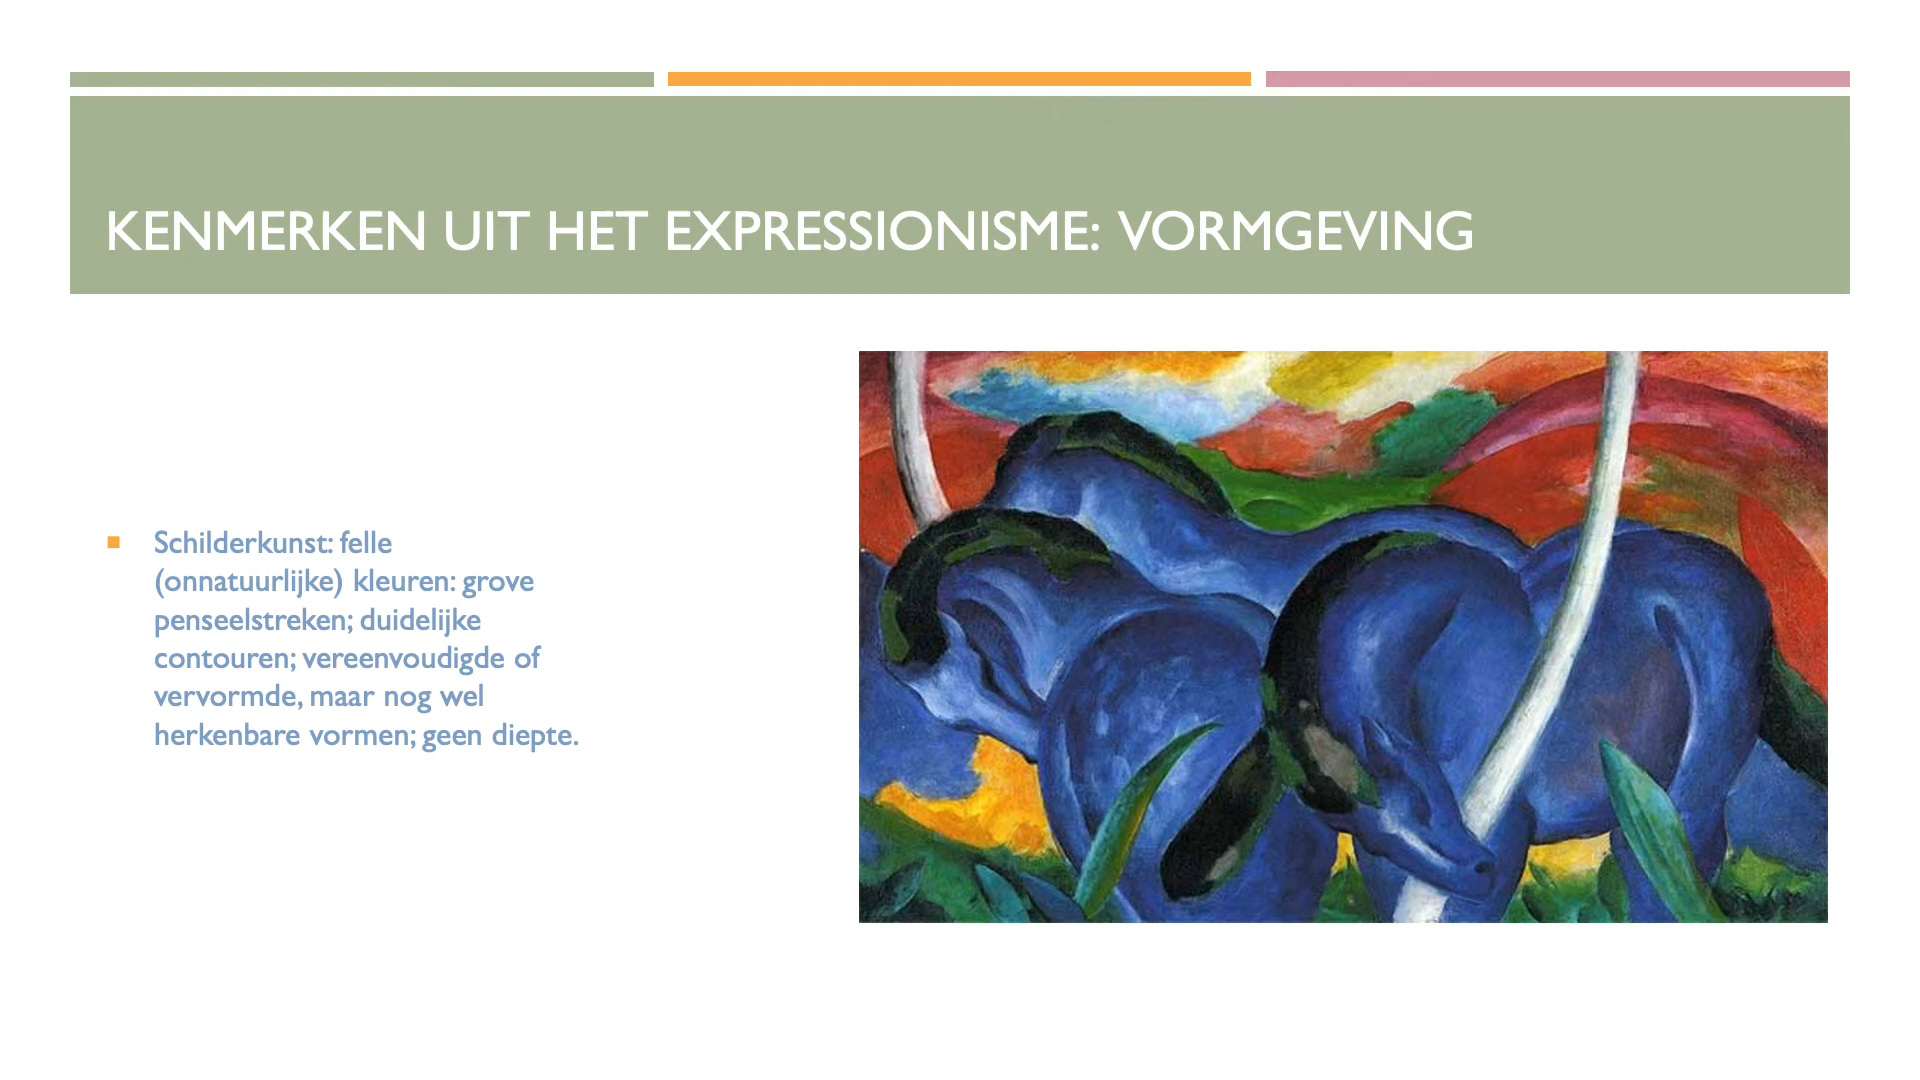 KENMERKEN UIT HET EXPRESSIONISME: VORMGEVING
Schilderkunst: felle
(onnatuurlijke) kleuren: grove
penseelstreken; duidelijke
contouren; vereenvoudigde of
vervormde, maar nog wel
herkenbare vormen; geen diepte.